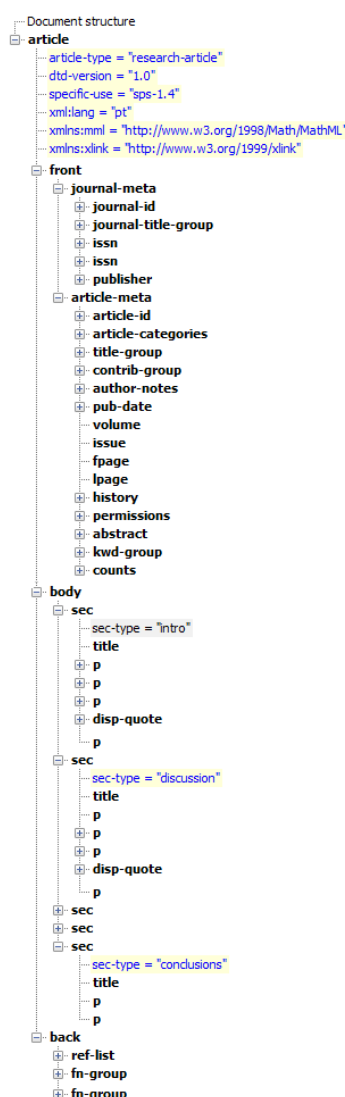 Document structure
article
article-type = "research-article"
dtd-version = "1.0"
specific-use = "sps-1.4"
xml:lang = "pt"
xmlns:mml = "http://www.w3.org/1998/Math/MathML"
xmlns:xlink = "http://www.w3.org/1999/xlink"
front
journal-meta
journal-id
journal-title-group
issn
issn
publisher
article-meta
article-id
article-categories
title-group
contrib-group
author-notes
pub-date
volume
issue
fpage
lpage
history
permissions
abstract
kwd-group
counts
body
sec
sec-type = "intro"
title
p
p
p
disp-quote
p
sec
sec-type = "discussion"
title
p
p
p
disp-quote
p
sec
sec
sec
sec-type = "conclusions"
title
p
p
back
ref-list
fn-group
fn-group